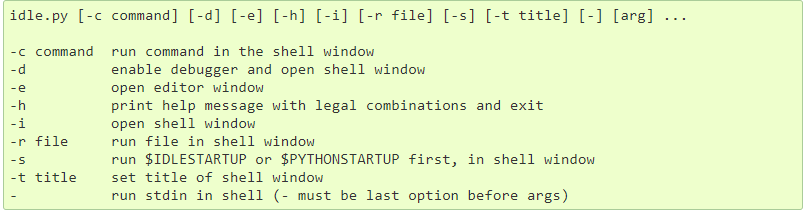 idle.py [-c command] [-d] [-e] [-h] [-i] [-r file] [-s] [-t title] [-] [arg] ...

-c command  run command in the shell window
-d          enable debugger and open shell window
-e          open editor window
-h          print help message with legal combinations and exit
-i          open shell window
-r file     run file in shell window
-s          run $IDLESTARTUP or $PYTHONSTARTUP first, in shell window
-t title    set title of shell window
-           run stdin in shell (- must be last option before args)